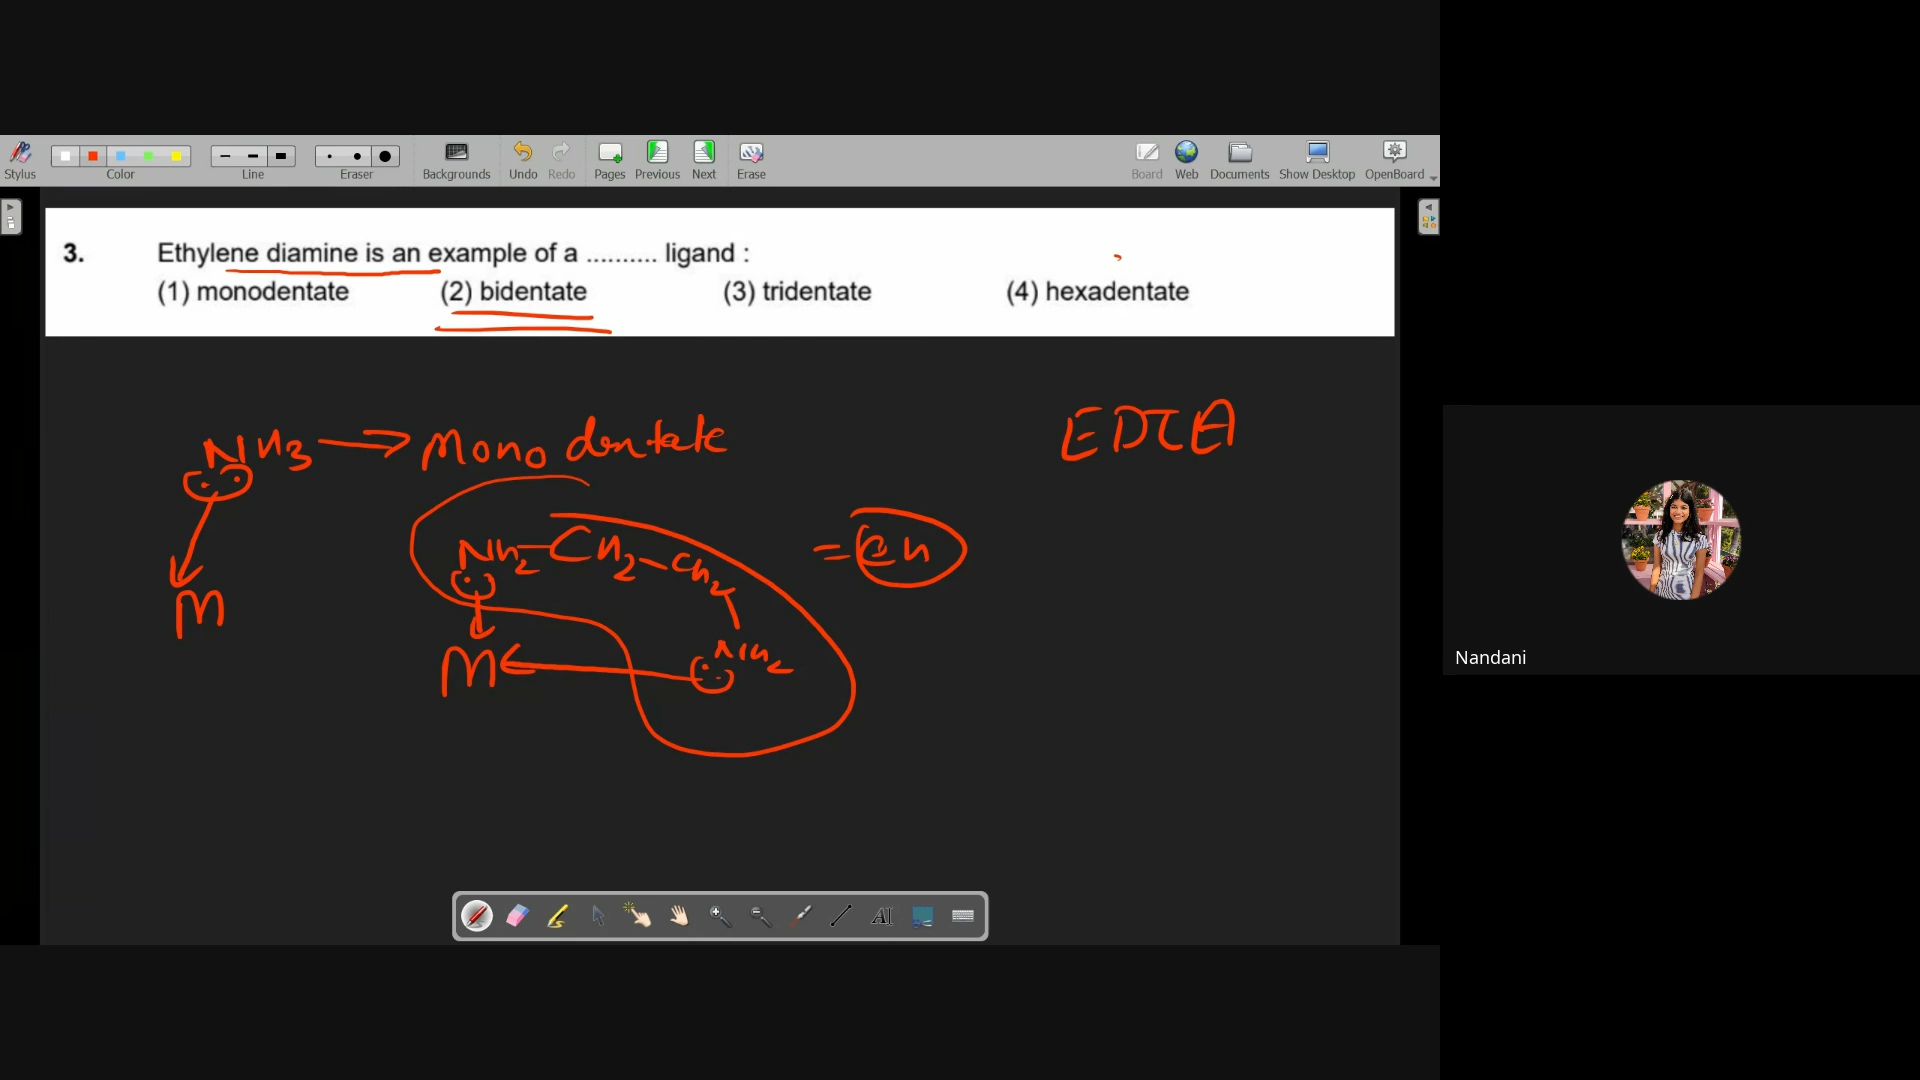 Stylus Color Line Eraser Backgrounds Undo Redo Pages Previous Next Erase Board Web Documents Show Desktop OpenBoard
3. Ethylene diamine is an example of a .......... ligand :
(1) monodentate (2) bidentate (3) tridentate (4) hexadentate
NH3 → Mono dentate
EDTA
M
NH2-CH2-CH2
= en
NH2
M
Nandani